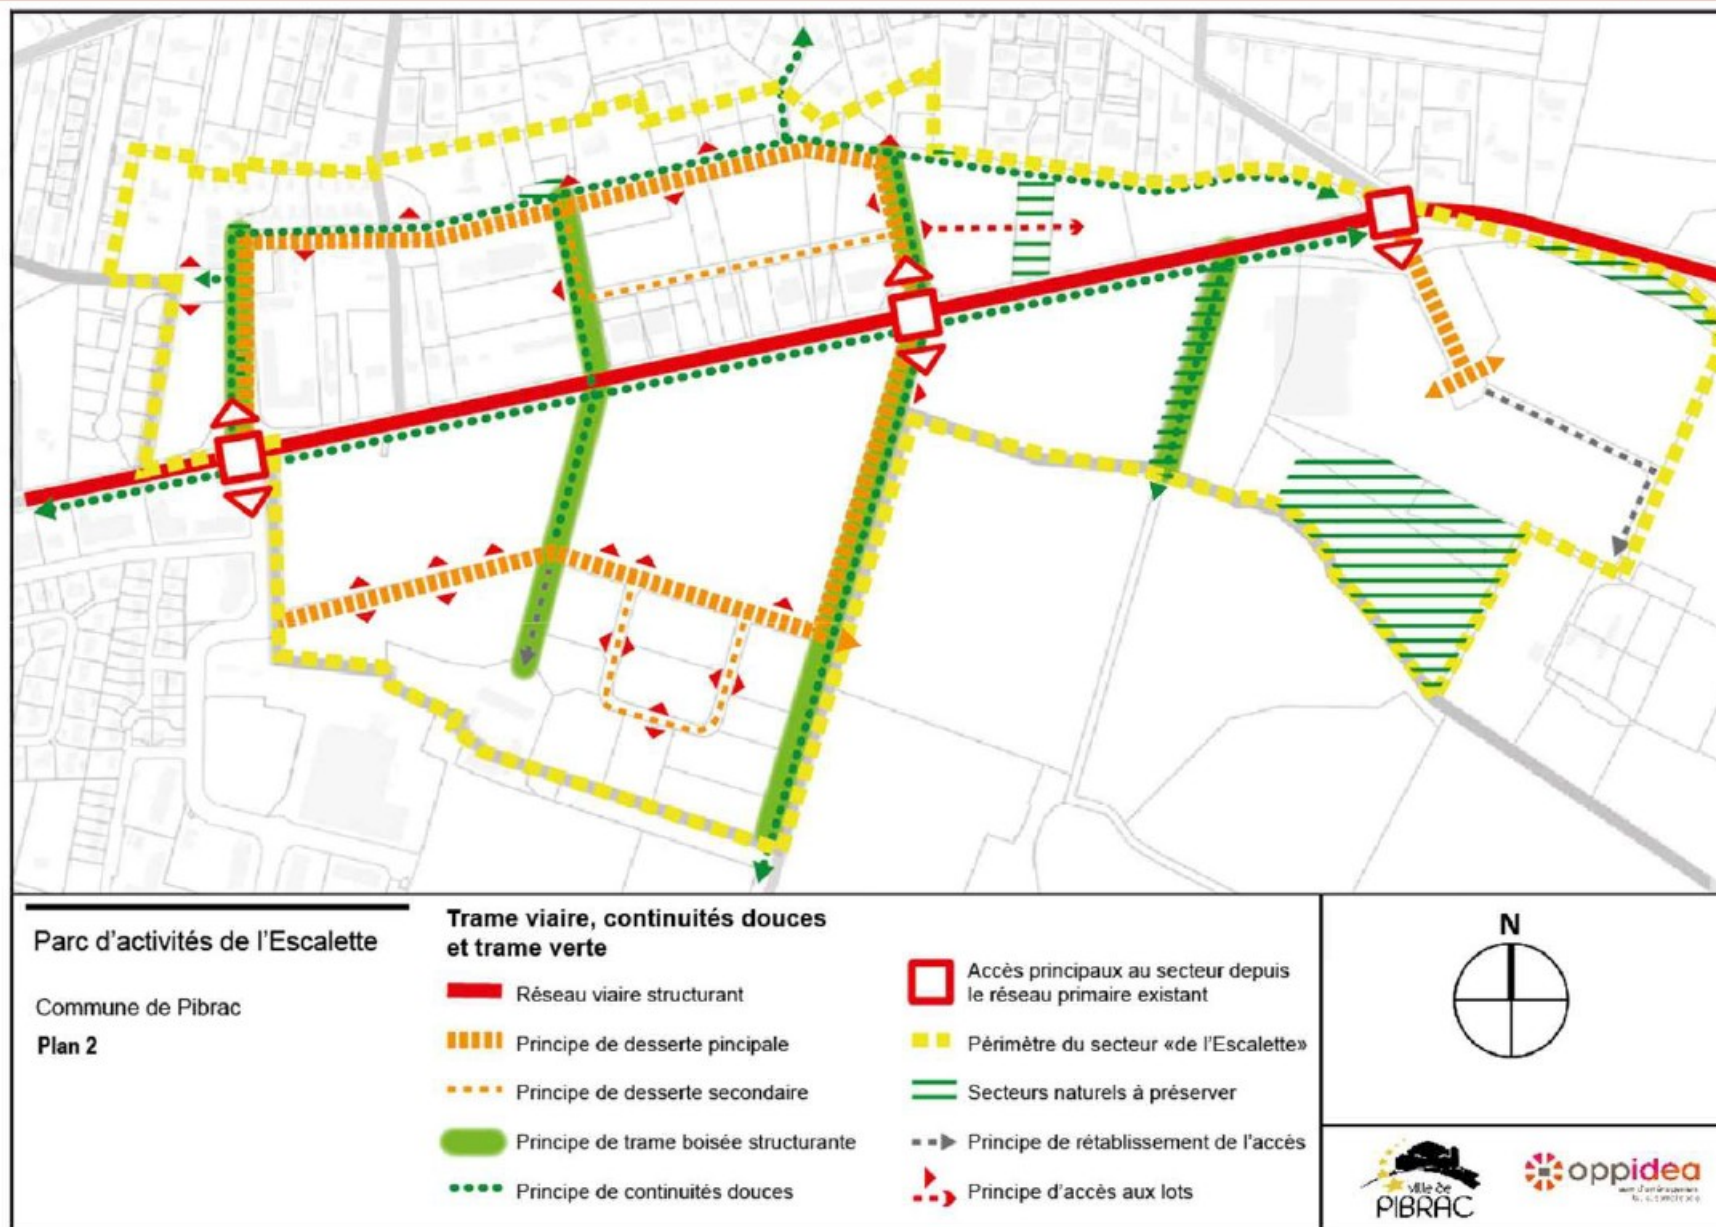 Parc d'activités de l'Escalette
Commune de Pibrac
Plan 2
Trame viaire, continuités douces
et trame verte
Réseau viaire structurant
Principe de desserte pincipale
Principe de desserte secondaire
Principe de trame boisée structurante
Principe de continuités douces
Accès principaux au secteur depuis
le réseau primaire existant
Périmètre du secteur «de l'Escalette»
Secteurs naturels à préserver
Principe de rétablissement de l'accès
Principe d'accès aux lots
N
ville de
PIBRAC
oppidea